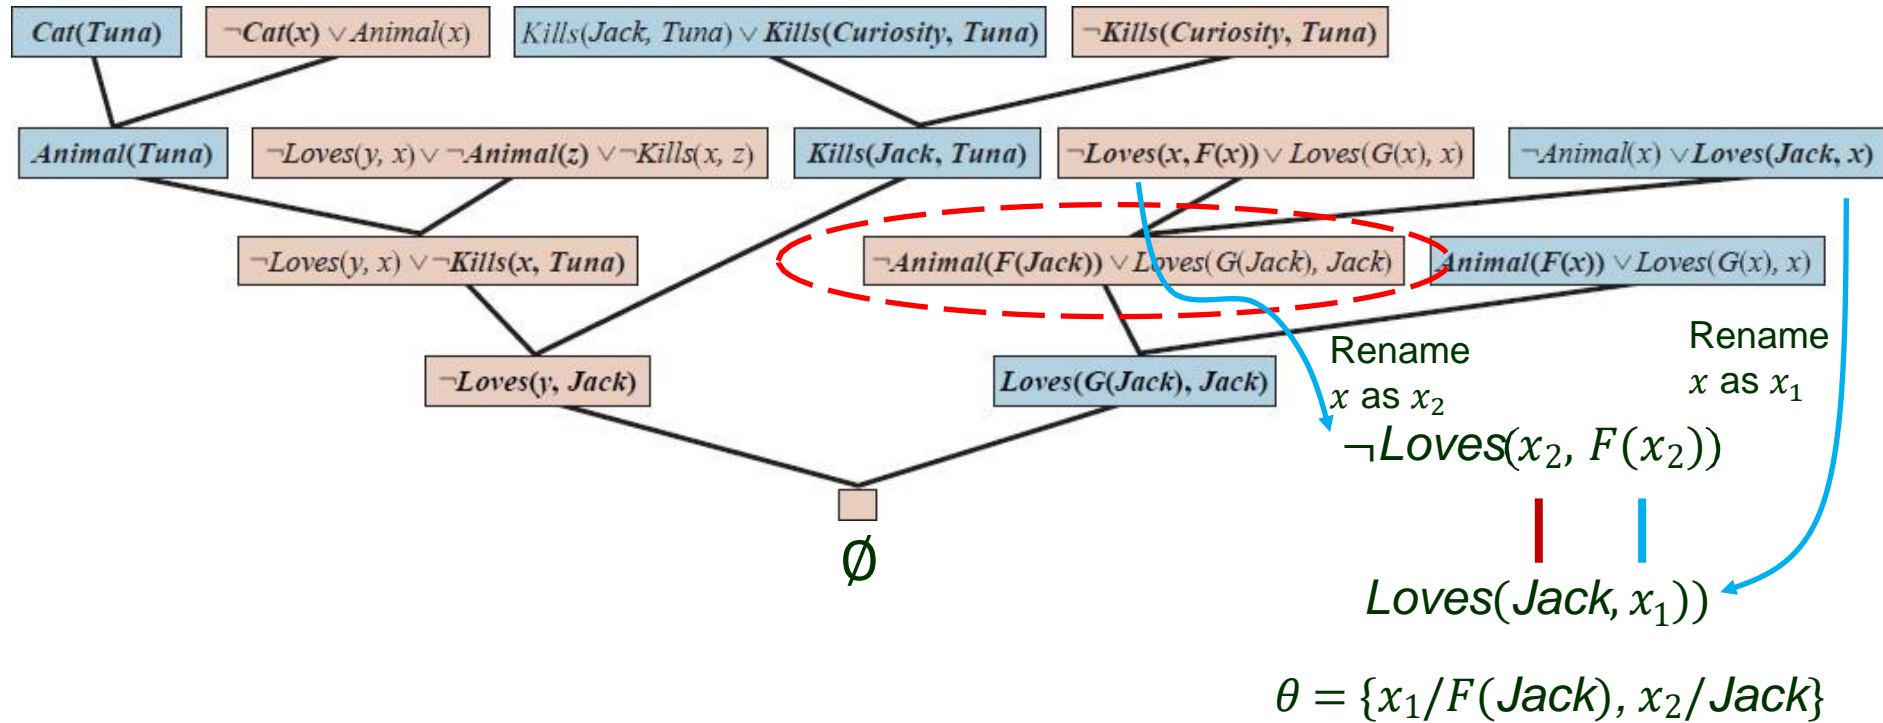 Cat(Tuna)
¬Cat(x) ∨ Animal(x)
Kills(Jack, Tuna) ∨ Kills(Curiosity, Tuna)
¬Kills(Curiosity, Tuna)
Animal(Tuna)
¬Loves(y, x) ∨ ¬Animal(z) ∨ ¬Kills(x, z)
Kills(Jack, Tuna)
¬Loves(x, F(x)) ∨ Loves(G(x), x)
¬Animal(x) ∨ Loves(Jack, x)
¬Loves(y, x) ∨ ¬Kills(x, Tuna)
¬Animal(F(Jack)) ∨ Loves(G(Jack), Jack)
Animal(F(x)) ∨ Loves(G(x), x)
¬Loves(y, Jack)
Loves(G(Jack), Jack)
Rename
x as x₂
Rename
x as x₁
¬Loves(x₂, F(x₂))
∅
Loves(Jack, x₁))
θ = {x₁/F(Jack), x₂/Jack}